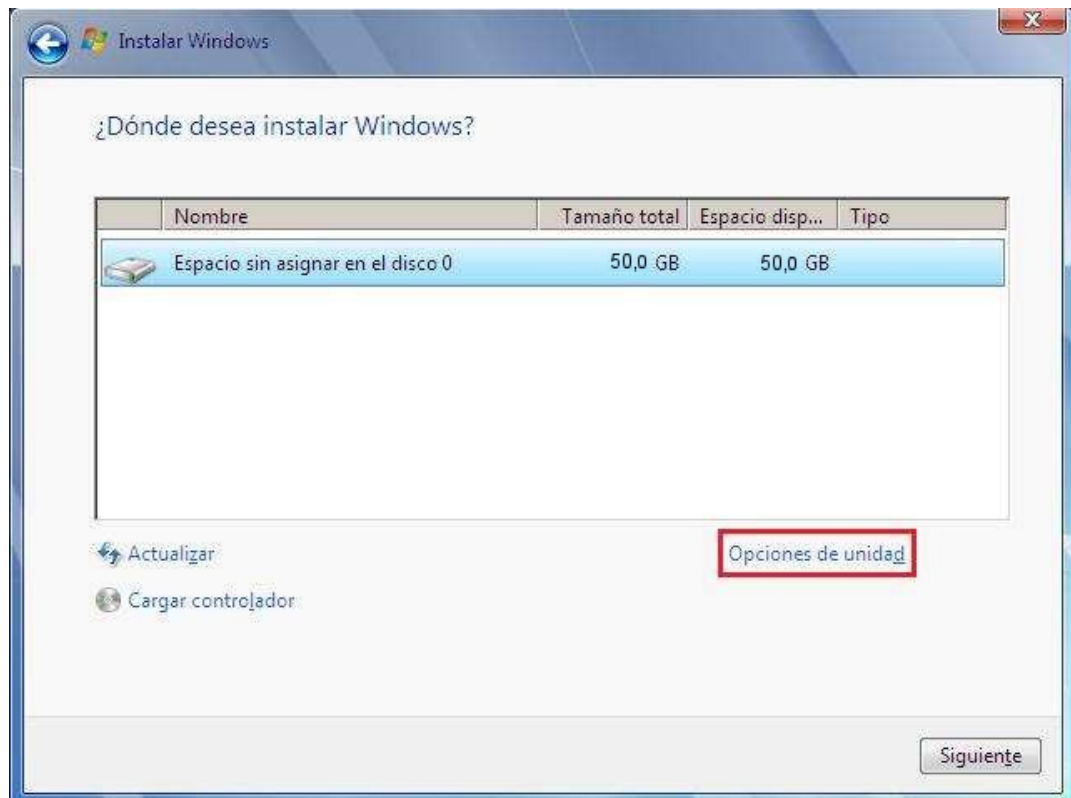 Instalar Windows
¿Dónde desea instalar Windows?
Nombre Tamaño total Espacio disp... Tipo
Espacio sin asignar en el disco 0 50,0 GB 50,0 GB
Actualizar Opciones de unidad
Cargar controlador
Siguiente